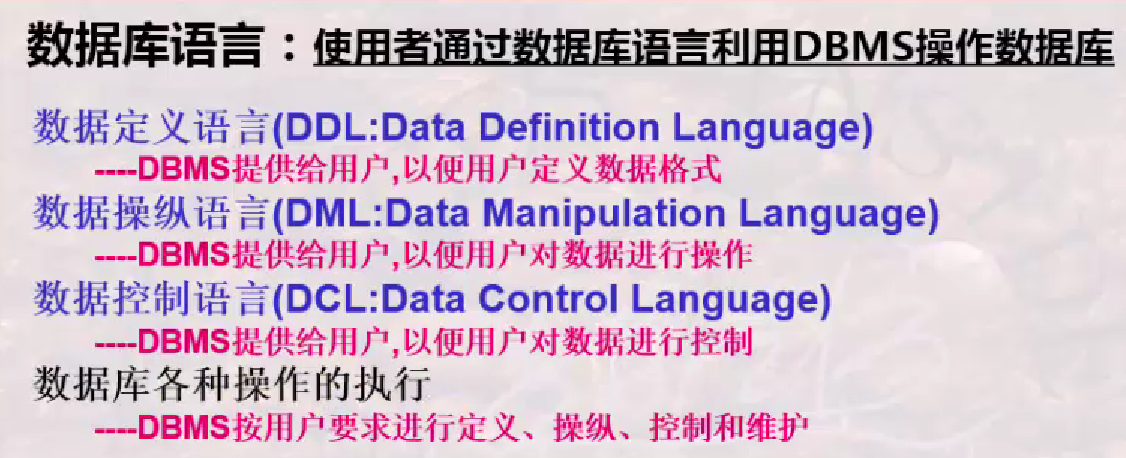 数据库语言：使用者通过数据库语言利用DBMS操作数据库
数据定义语言(DDL:Data Definition Language)
----DBMS提供给用户,以便用户定义数据格式
数据操纵语言(DML:Data Manipulation Language)
----DBMS提供给用户,以便用户对数据进行操作
数据控制语言(DCL:Data Control Language)
----DBMS提供给用户,以便用户对数据进行控制
数据库各种操作的执行
----DBMS按用户要求进行定义、操纵、控制和维护